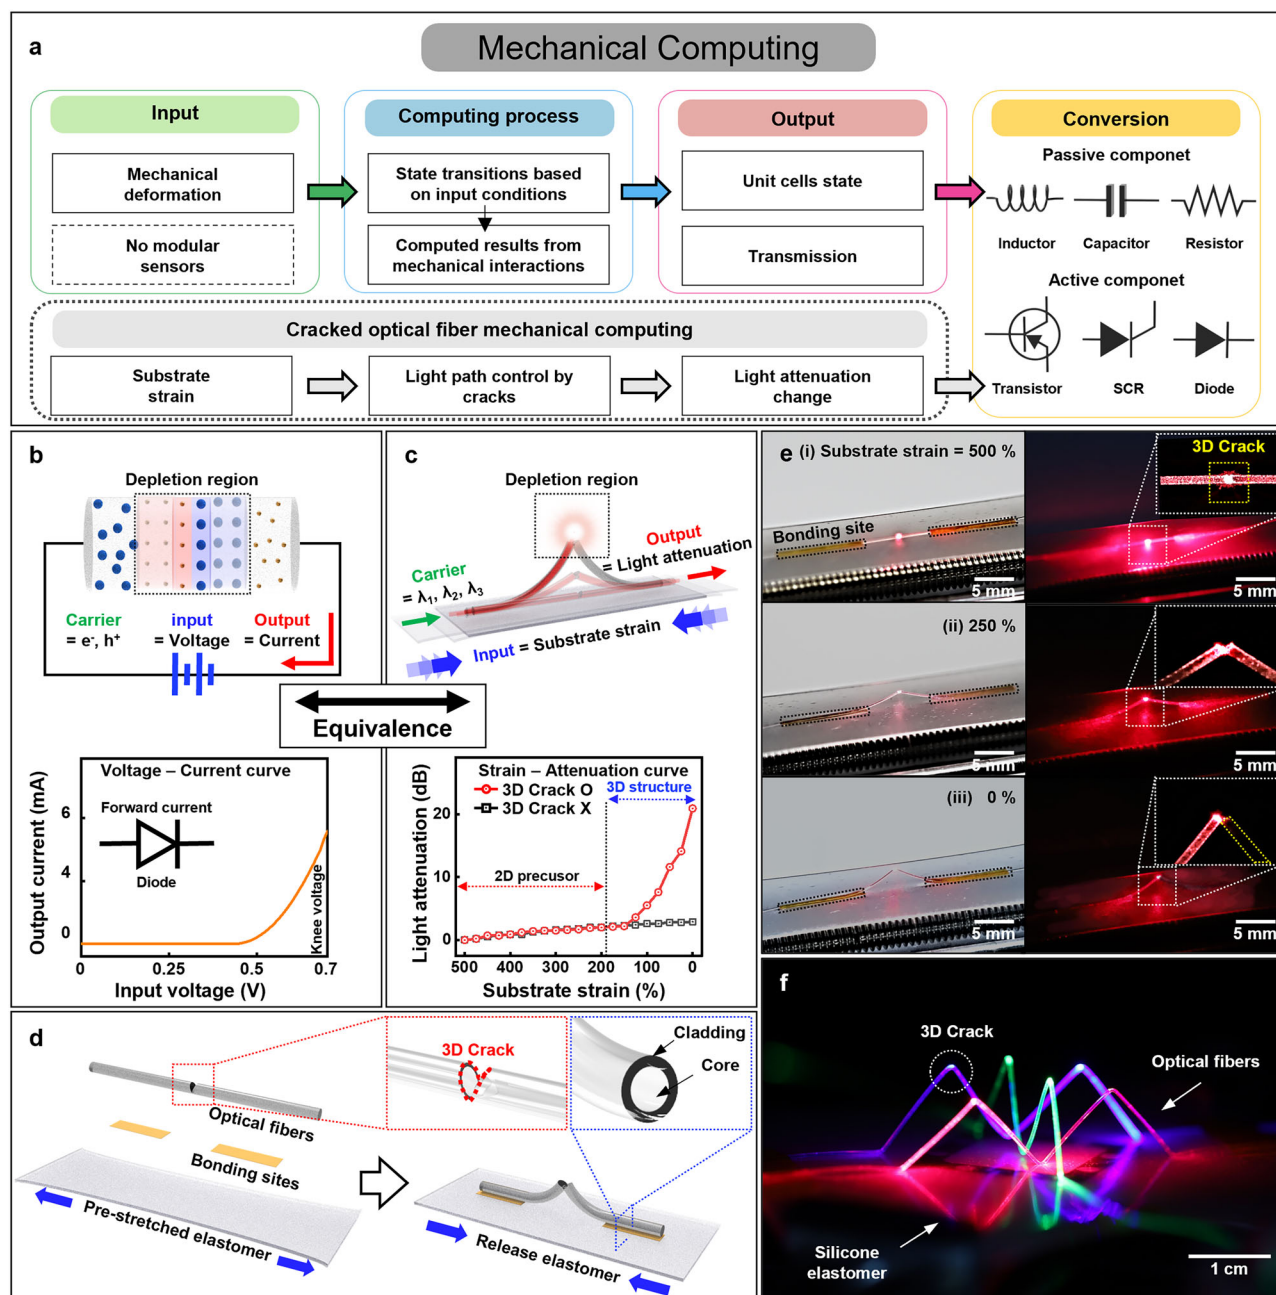 a
Mechanical Computing
Input
Computing process
Output
Conversion
Mechanical
deformation
No modular
sensors
State transitions based
on input conditions
Computed results from
mechanical interactions
Unit cells state
Transmission
Passive componet
Inductor
Capacitor
Resistor
Active componet
Transistor
SCR
Diode
Cracked optical fiber mechanical computing
Substrate
strain
Light path control by
cracks
Light attenuation
change
b
Depletion region
Carrier
= e⁻, h⁺
input
= Voltage
Output
= Current
Equivalence
Voltage – Current curve
Forward current
Diode
Knee voltage
Output current (mA)
6
4
2
0
0
0.25
0.5
0.7
Input voltage (V)
c
Depletion region
Output
= Light attenuation
Carrier
= λ₁, λ₂, λ₃
Input = Substrate strain
Strain – Attenuation curve
3D Crack O
3D Crack X
3D structure
2D precusor
Light attenuation (dB)
20
10
0
500
400
300
200
100
0
Substrate strain (%)
d
Optical fibers
Bonding sites
Pre-stretched elastomer
3D Crack
Cladding
Core
Release elastomer
e
(i) Substrate strain = 500 %
Bonding site
5 mm
3D Crack
5 mm
(ii) 250 %
5 mm
5 mm
(iii) 0 %
5 mm
5 mm
f
3D Crack
Optical fibers
Silicone
elastomer
1 cm